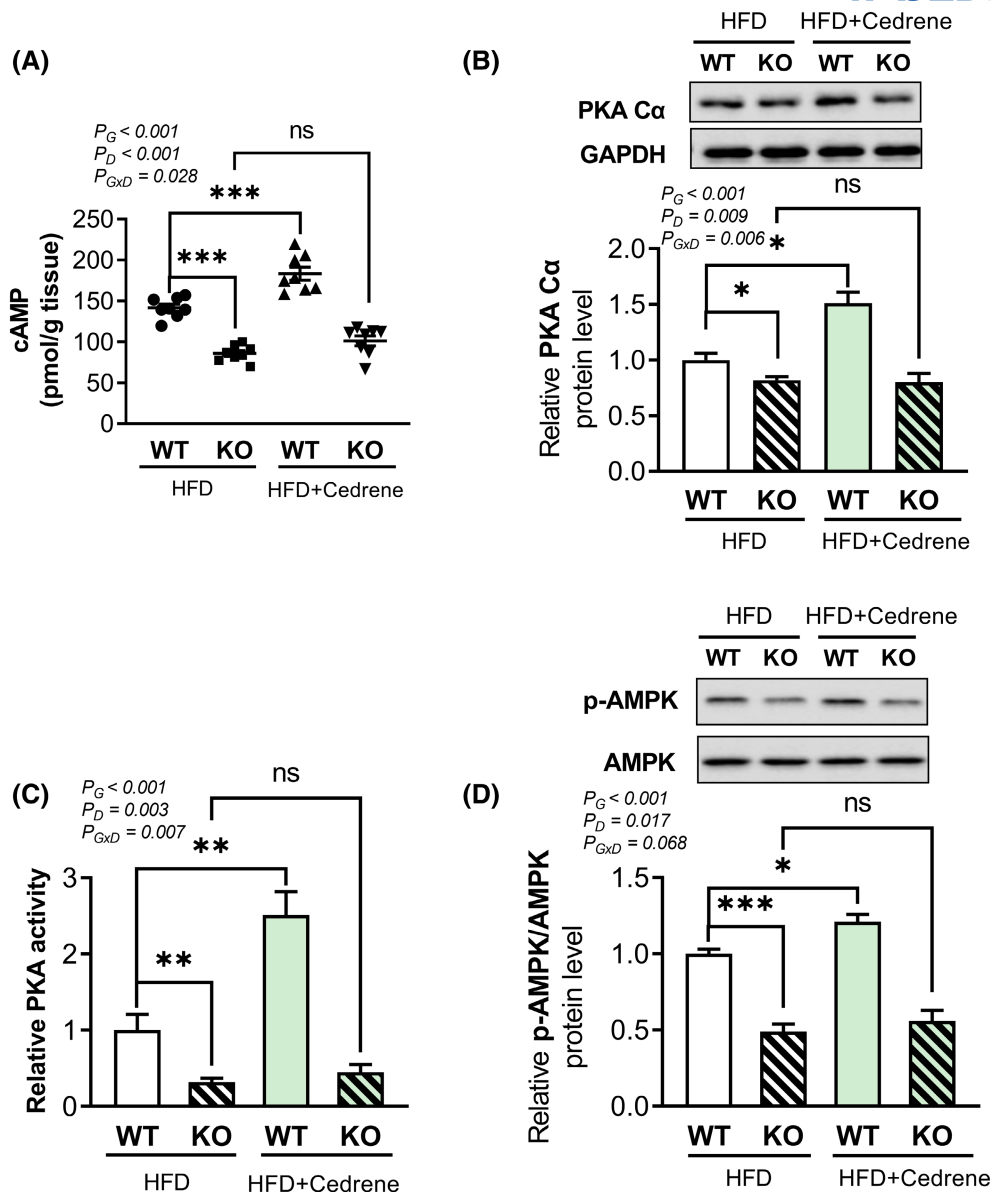 (A)
P_G < 0.001
P_D < 0.001
P_GxD = 0.028
ns
***
***
cAMP
(pmol/g tissue)
250
200
150
100
50
0
WT KO WT KO
HFD HFD+Cedrene
(B)
HFD HFD+Cedrene
WT KO WT KO
PKA Cα
GAPDH
P_G < 0.001
P_D = 0.009
P_GxD = 0.006
ns
*
*
Relative PKA Cα
protein level
2.0
1.5
1.0
0.5
0.0
WT KO WT KO
HFD HFD+Cedrene
(C)
P_G < 0.001
P_D = 0.003
P_GxD = 0.007
ns
**
**
Relative PKA activity
3
2
1
0
WT KO WT KO
HFD HFD+Cedrene
(D)
HFD HFD+Cedrene
WT KO WT KO
p-AMPK
AMPK
P_G < 0.001
P_D = 0.017
P_GxD = 0.068
ns
*
***
Relative p-AMPK/AMPK
protein level
1.5
1.0
0.5
0.0
WT KO WT KO
HFD HFD+Cedrene